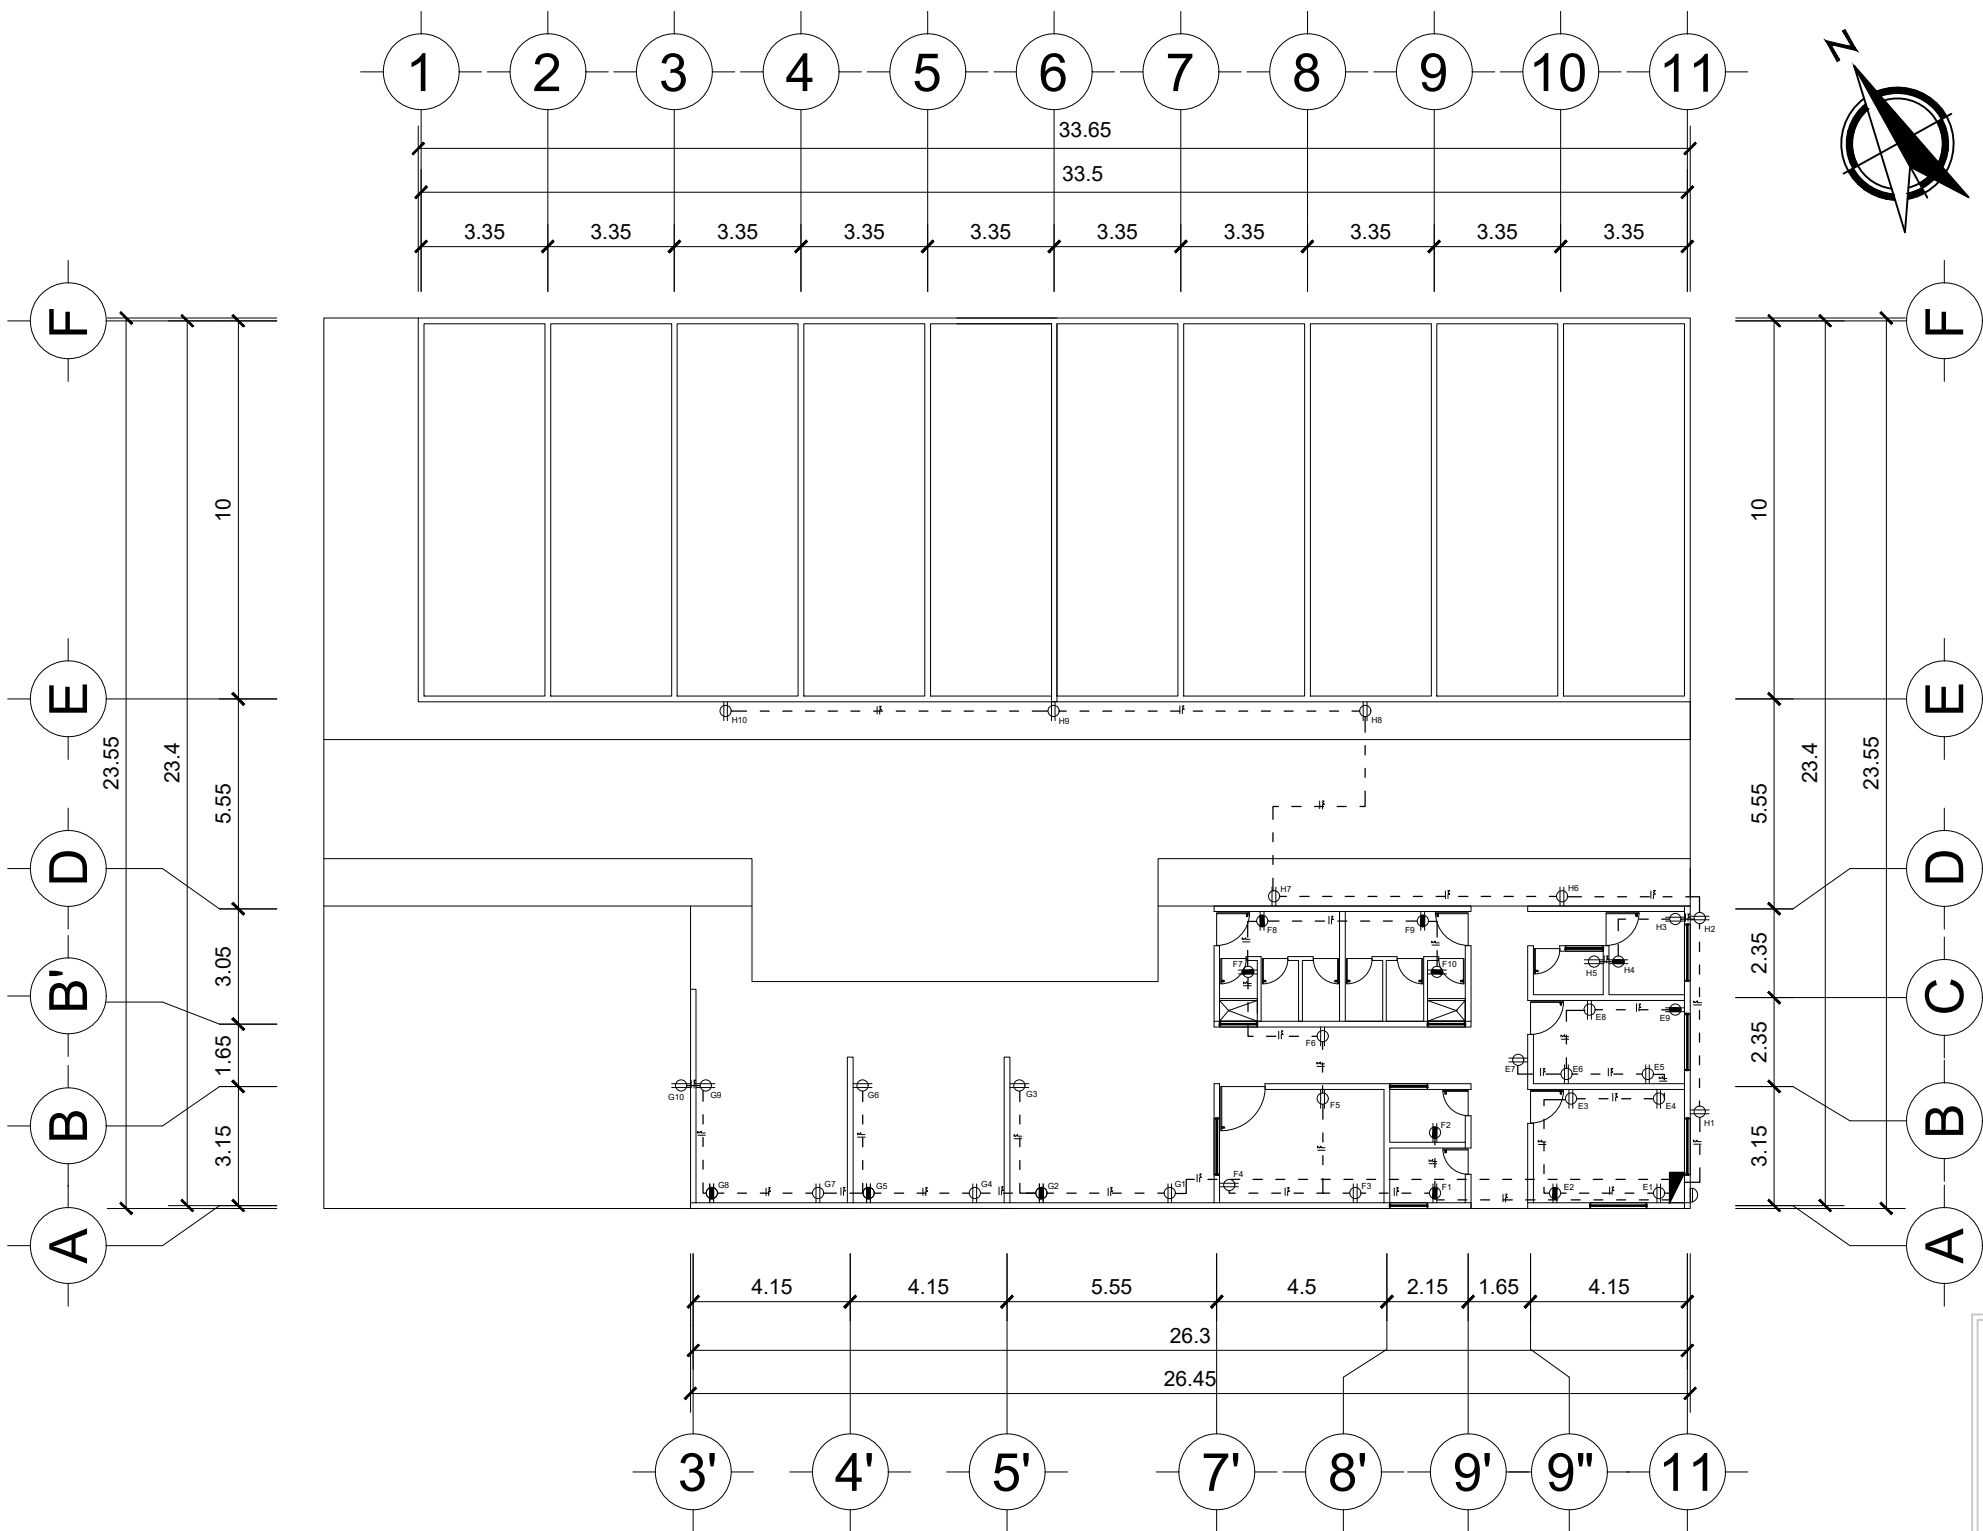 1 2 3 4 5 6 7 8 9 10 11
N
33.65
33.5
3.35 3.35 3.35 3.35 3.35 3.35 3.35 3.35 3.35 3.35
F F
10 10
E E
H10 H9 H8
23.55 23.4 5.55 5.55 23.4 23.55
D D
H7 H6
F8 F9 H3 H2
F7 F10 H5 H4
B' 3.05 2.35 C
E8 E9
F6
1.65 2.35
E7 E6 E5
G10 G9 G6 G3 F5 E3 E4
B B
H1
F2
3.15 3.15
F4
G8 G7 G5 G4 G2 G1 F3 F1 E2 E1
A A
4.15 4.15 5.55 4.5 2.15 1.65 4.15
26.3
26.45
3' 4' 5' 7' 8' 9' 9" 11